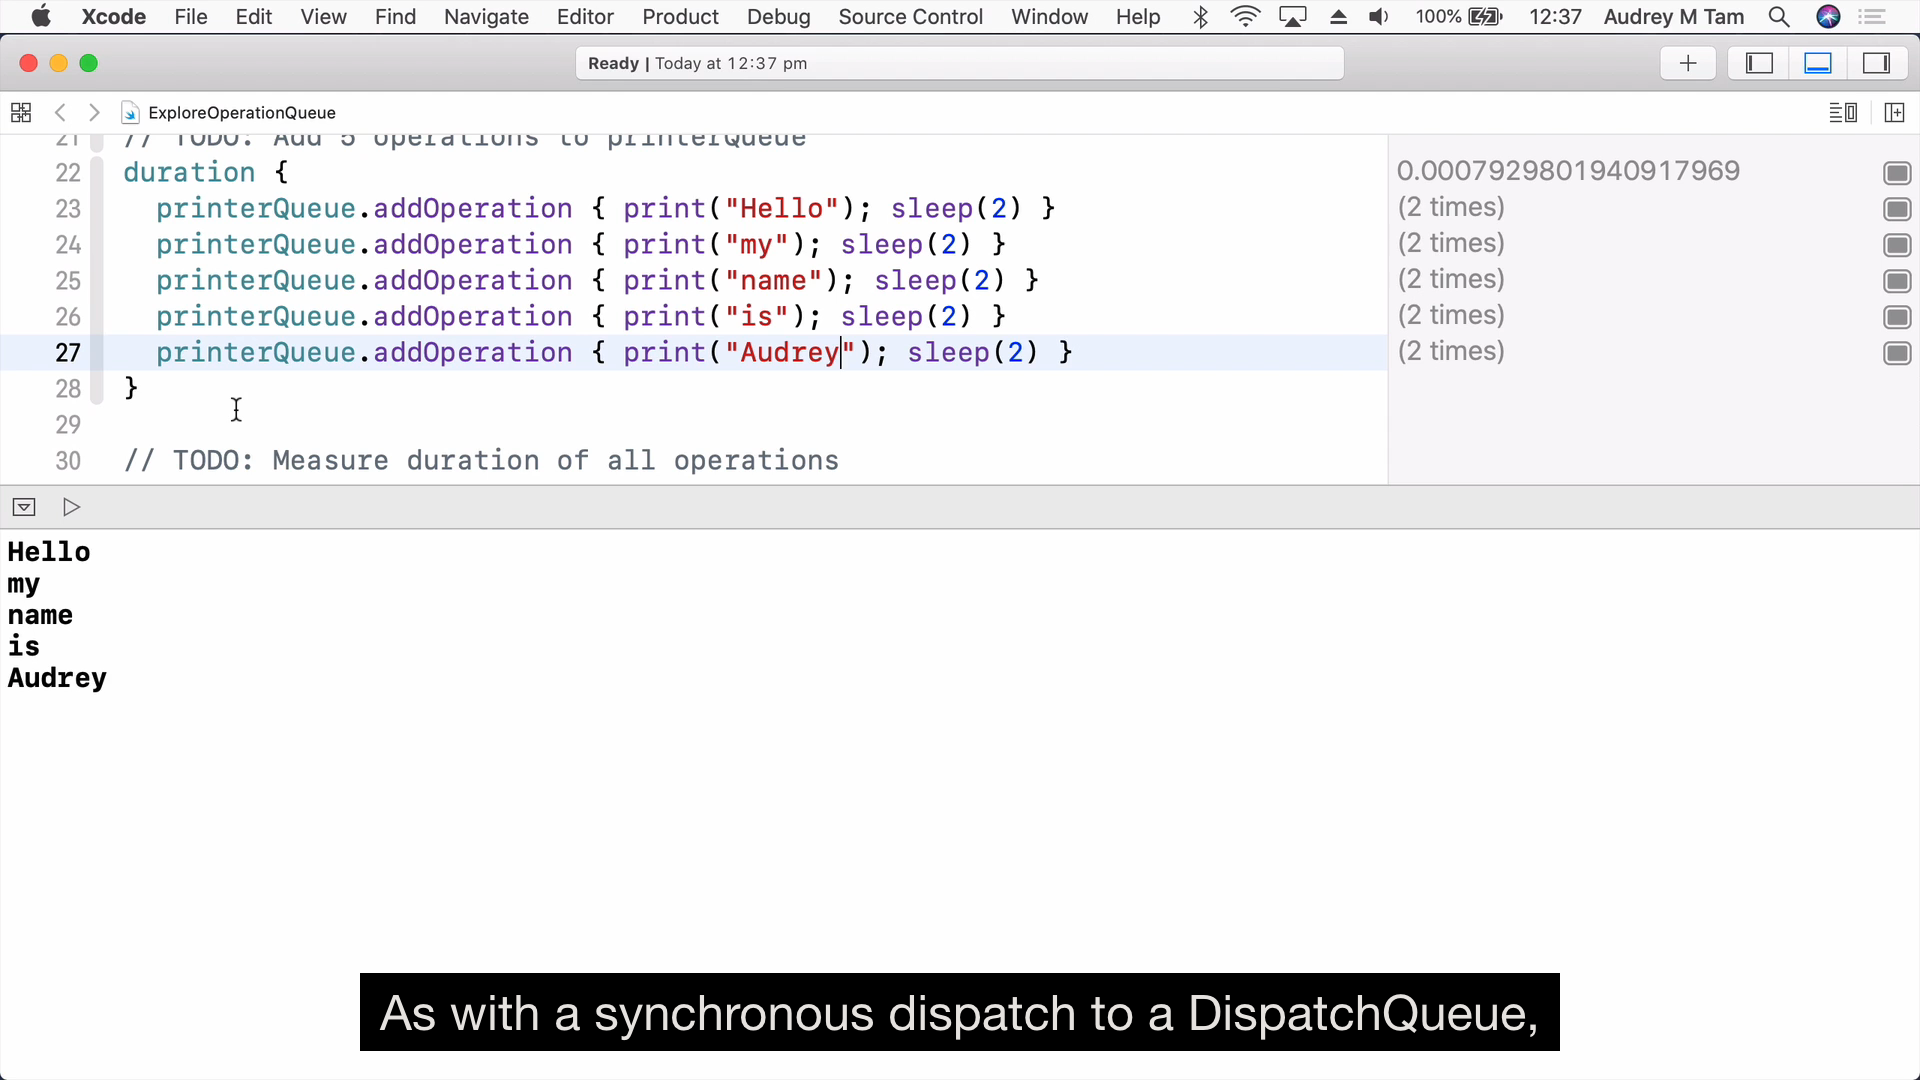 Xcode File Edit View Find Navigate Editor Product Debug Source Control Window Help 100% 12:37 Audrey M Tam
Ready | Today at 12:37 pm
ExploreOperationQueue
21 // TODO: Add 5 operations to printerQueue
22 duration { 0.0007929801940917969
23 printerQueue.addOperation { print("Hello"); sleep(2) } (2 times)
24 printerQueue.addOperation { print("my"); sleep(2) } (2 times)
25 printerQueue.addOperation { print("name"); sleep(2) } (2 times)
26 printerQueue.addOperation { print("is"); sleep(2) } (2 times)
27 printerQueue.addOperation { print("Audrey"); sleep(2) } (2 times)
28 }
29
30 // TODO: Measure duration of all operations
Hello
my
name
is
Audrey
As with a synchronous dispatch to a DispatchQueue,